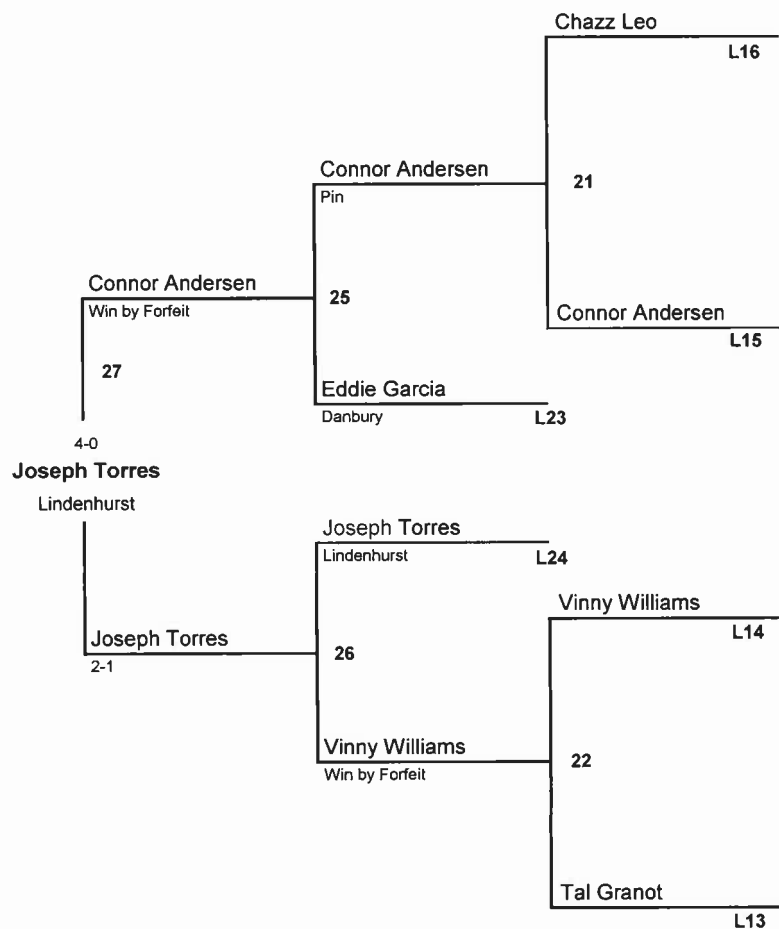 Chazz Leo
L16
Connor Andersen
Pin
21
Connor Andersen
Win by Forfeit
25
Connor Andersen
L15
27
Eddie Garcia
Danbury
L23
4-0
Joseph Torres
Lindenhurst
Joseph Torres
Lindenhurst
L24
Vinny Williams
L14
Joseph Torres
2-1
26
Vinny Williams
Win by Forfeit
22
Tal Granot
L13